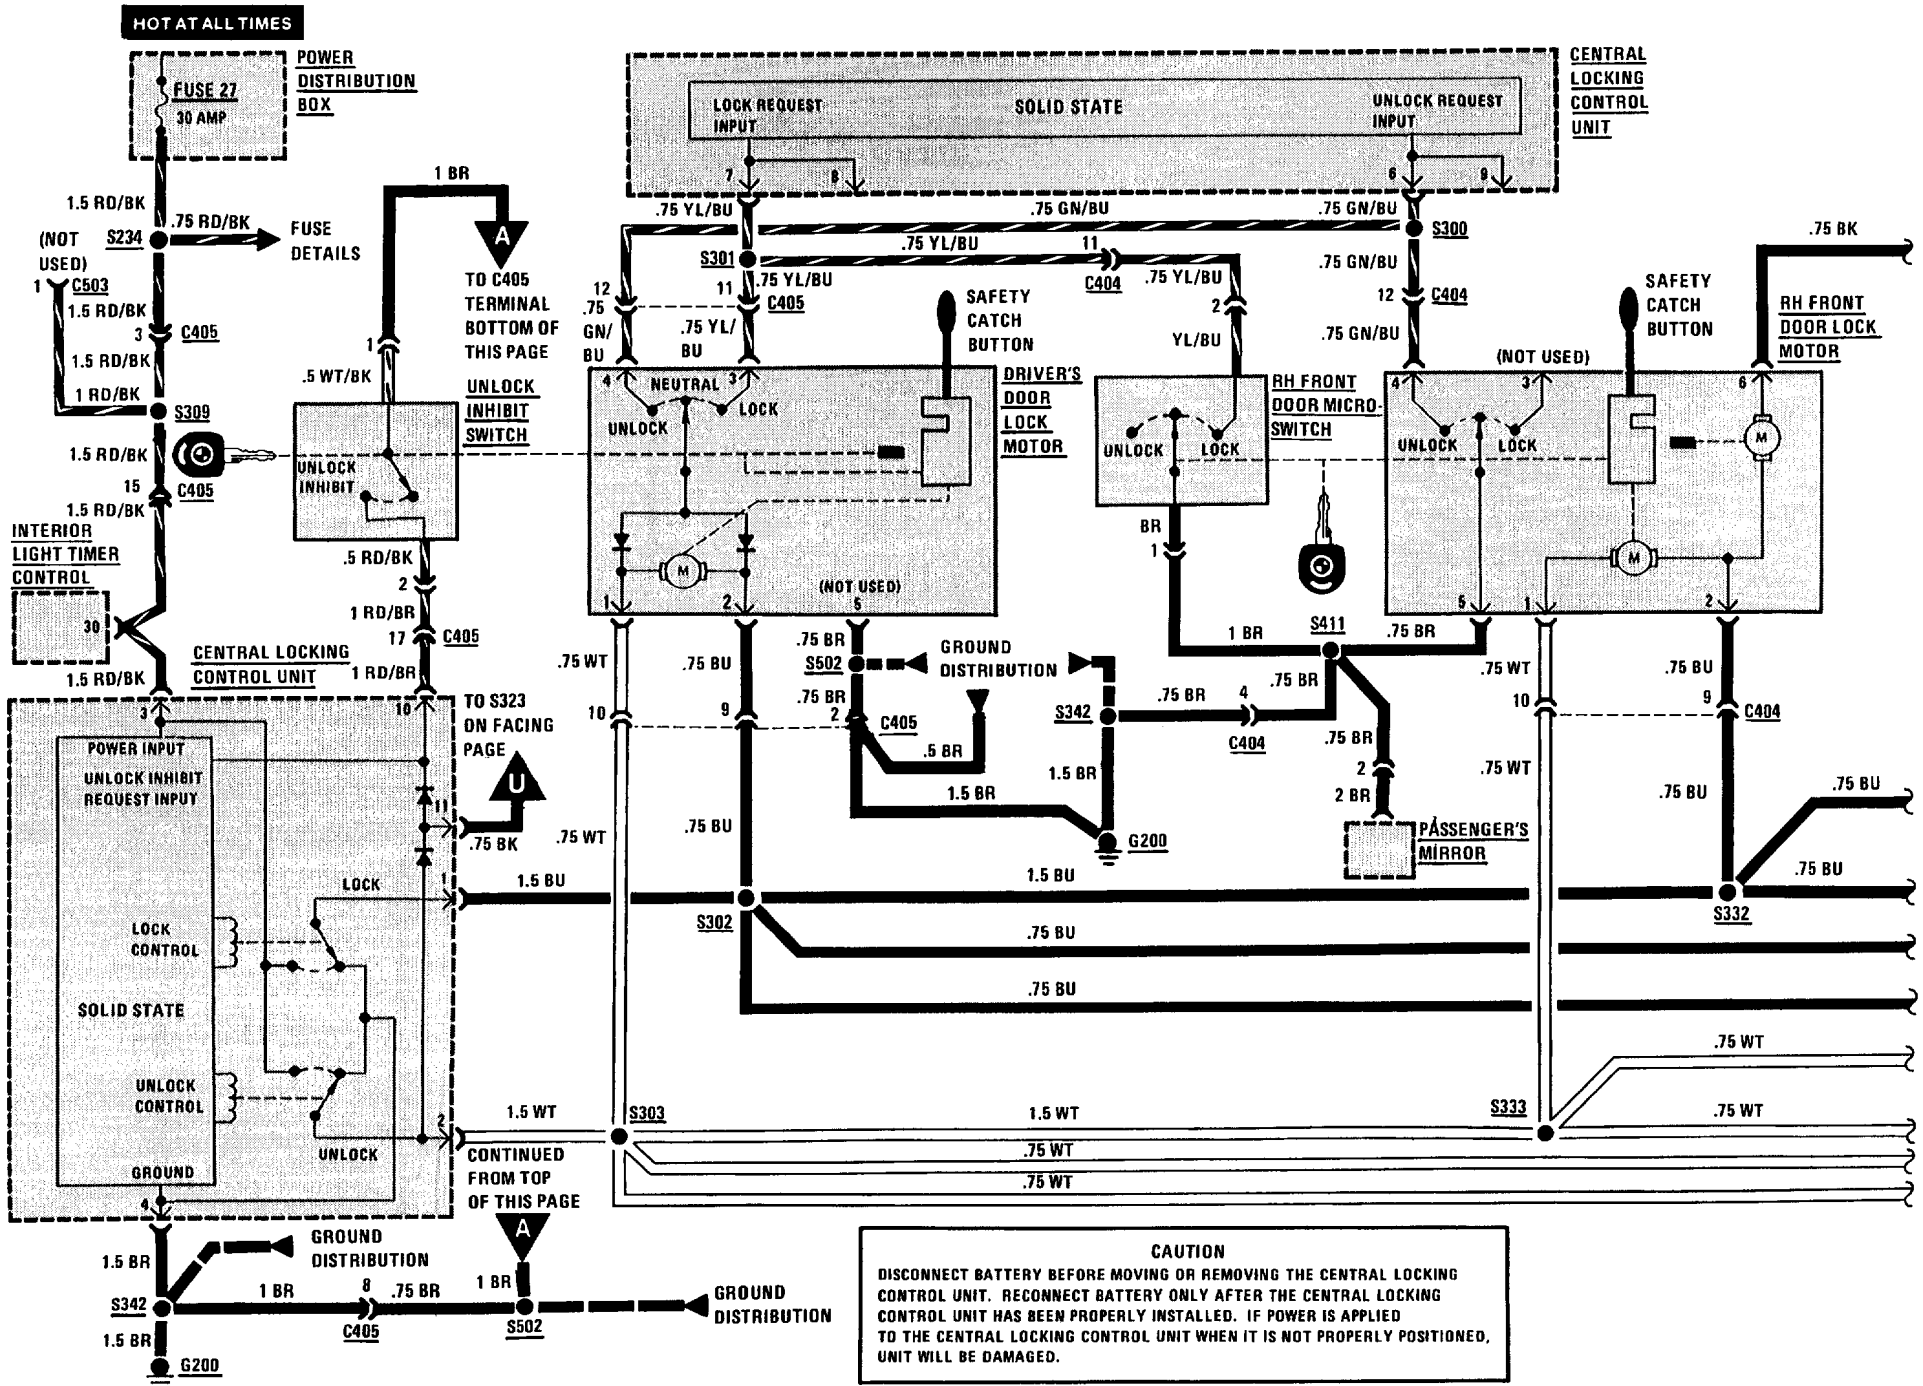 HOT AT ALL TIMES
POWER
DISTRIBUTION
BOX
FUSE 27
30 AMP
1.5 RD/BK
.75 RD/BK
S234
FUSE
DETAILS
(NOT
USED)
1
C503
1.5 RD/BK
3
C405
1.5 RD/BK
1 RD/BK
S309
1.5 RD/BK
15
C405
1.5 RD/BK
INTERIOR
LIGHT TIMER
CONTROL
30
1.5 RD/BK
1 BR
A
TO C405
TERMINAL
BOTTOM OF
THIS PAGE
1
.5 WT/BK
UNLOCK
INHIBIT
SWITCH
UNLOCK
INHIBIT
.5 RD/BK
2
1 RD/BR
17
C405
1 RD/BR
CENTRAL LOCKING
CONTROL UNIT
3
10
POWER INPUT
UNLOCK INHIBIT
REQUEST INPUT
11
TO S323
ON FACING
PAGE
U
.75 BK
LOCK
1
1.5 BU
LOCK
CONTROL
SOLID STATE
UNLOCK
CONTROL
UNLOCK
2
GROUND
4
1.5 WT
CONTINUED
FROM TOP
OF THIS PAGE
A
1.5 BR
GROUND
DISTRIBUTION
S342
1 BR
8
C405
.75 BR
1 BR
S502
GROUND
DISTRIBUTION
1.5 BR
G200
CENTRAL
LOCKING
CONTROL
UNIT
LOCK REQUEST
INPUT
SOLID STATE
UNLOCK REQUEST
INPUT
7
8
6
9
.75 YL/BU
.75 GN/BU
.75 GN/BU
S300
S301
.75 YL/BU
11
C404
.75 YL/BU
.75 YL/BU
.75 GN/BU
12
C404
.75 GN/BU
12
.75
GN/
BU
11
C405
.75 YL/
BU
SAFETY
CATCH
BUTTON
4
NEUTRAL
3
LOCK
UNLOCK
DRIVER'S
DOOR
LOCK
MOTOR
M
(NOT USED)
1
2
5
2
YL/BU
RH FRONT
DOOR MICRO-
SWITCH
UNLOCK
LOCK
BR
1
.75 BK
SAFETY
CATCH
BUTTON
RH FRONT
DOOR LOCK
MOTOR
(NOT USED)
4
3
6
UNLOCK
LOCK
M
M
5
1
2
.75 WT
.75 BU
.75 BR
S502
.75 BR
GROUND
DISTRIBUTION
10
9
2
C405
.5 BR
1.5 BR
.75 WT
.75 BU
S342
1.5 BR
G200
.75 BR
4
C404
1 BR
S411
.75 BR
.75 BR
.75 BR
2
2 BR
PASSENGER'S
MIRROR
.75 WT
.75 BU
10
9
C404
.75 WT
.75 BU
.75 BU
.75 BU
S302
1.5 BU
S332
.75 BU
.75 BU
S303
1.5 WT
S333
.75 WT
.75 WT
.75 WT
.75 WT
CAUTION
DISCONNECT BATTERY BEFORE MOVING OR REMOVING THE CENTRAL LOCKING
CONTROL UNIT. RECONNECT BATTERY ONLY AFTER THE CENTRAL LOCKING
CONTROL UNIT HAS BEEN PROPERLY INSTALLED. IF POWER IS APPLIED
TO THE CENTRAL LOCKING CONTROL UNIT WHEN IT IS NOT PROPERLY POSITIONED,
UNIT WILL BE DAMAGED.